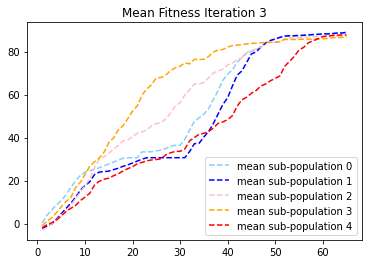 Mean Fitness Iteration 3
80
60
40
20
0
mean sub-population 0
mean sub-population 1
mean sub-population 2
mean sub-population 3
mean sub-population 4
0 10 20 30 40 50 60